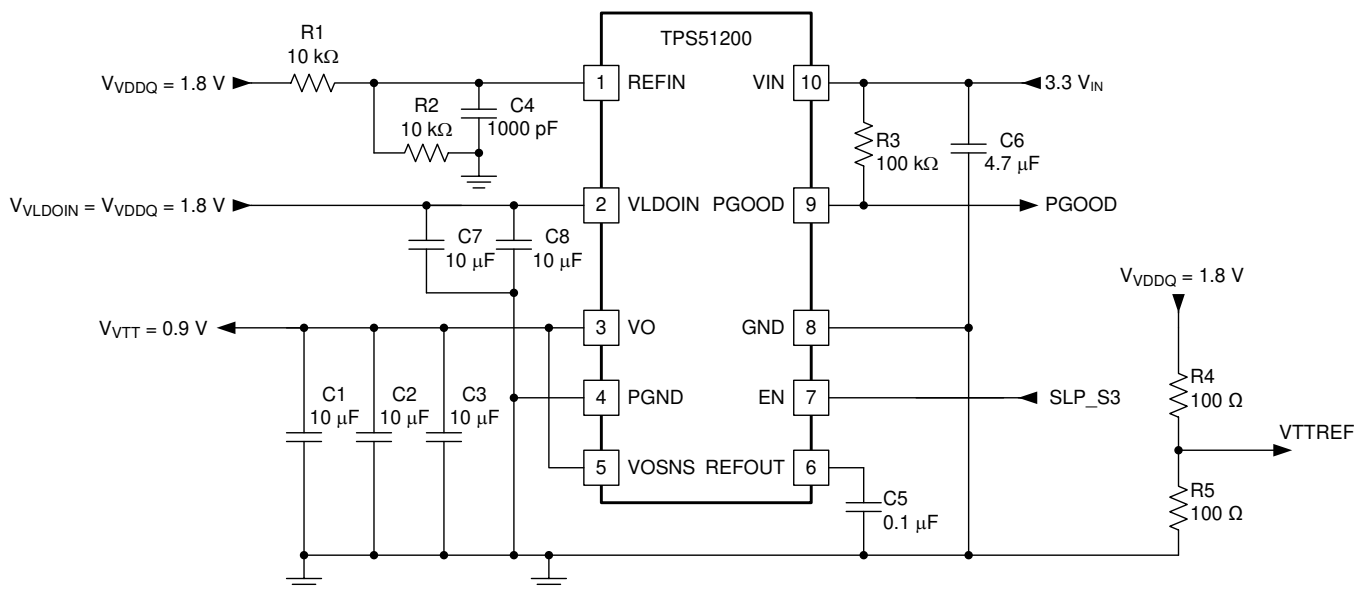 TPS51200
R1
10 kΩ
V_VDDQ = 1.8 V
1 REFIN
VIN 10
3.3 V_IN
R2
10 kΩ
C4
1000 pF
R3
100 kΩ
C6
4.7 µF
V_VLDOIN = V_VDDQ = 1.8 V
2 VLDOIN
PGOOD 9
PGOOD
C7
10 µF
C8
10 µF
V_VDDQ = 1.8 V
V_VTT = 0.9 V
3 VO
GND 8
C1
10 µF
C2
10 µF
C3
10 µF
4 PGND
EN 7
SLP_S3
R4
100 Ω
VTTREF
5 VOSNS
REFOUT 6
C5
0.1 µF
R5
100 Ω